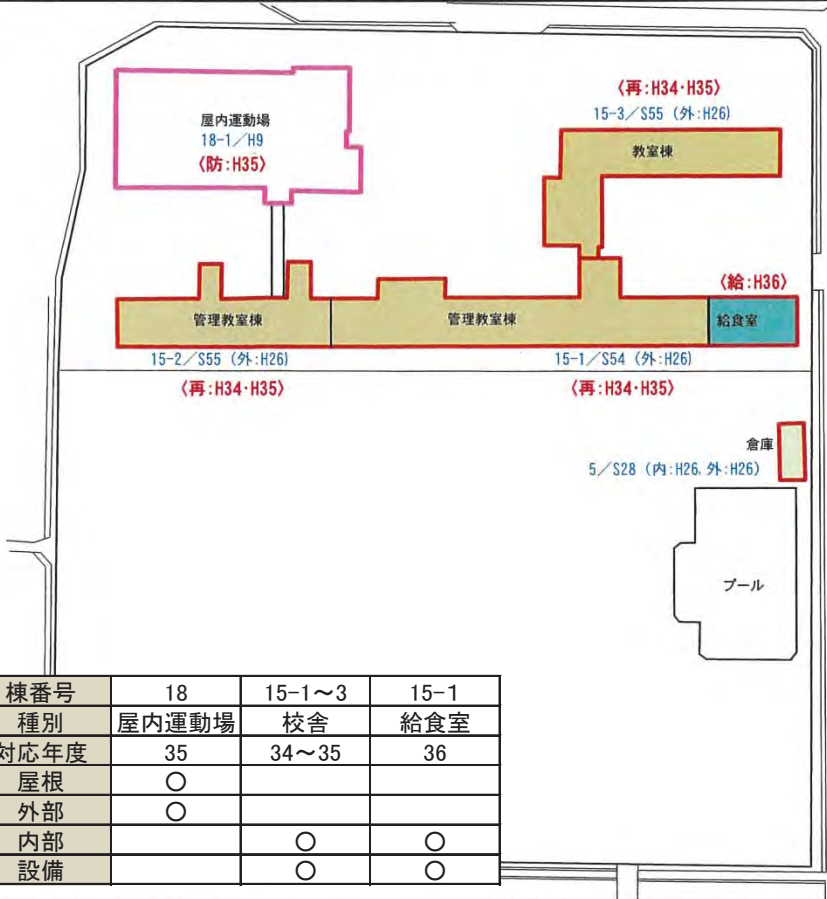 〈再:H34・H35〉
15-3/S55 (外:H26)
教室棟
屋内運動場
18-1/H9
〈防:H35〉
〈給:H36〉
管理教室棟
管理教室棟
給食室
15-2/S55 (外:H26)
15-1/S54 (外:H26)
〈再:H34・H35〉
〈再:H34・H35〉
倉庫
5/S28 (内:H26, 外:H26)
プール
棟番号 18 15-1～3 15-1
種別 屋内運動場 校舎 給食室
対応年度 35 34～35 36
屋根 ○
外部 ○
内部 ○ ○
設備 ○ ○